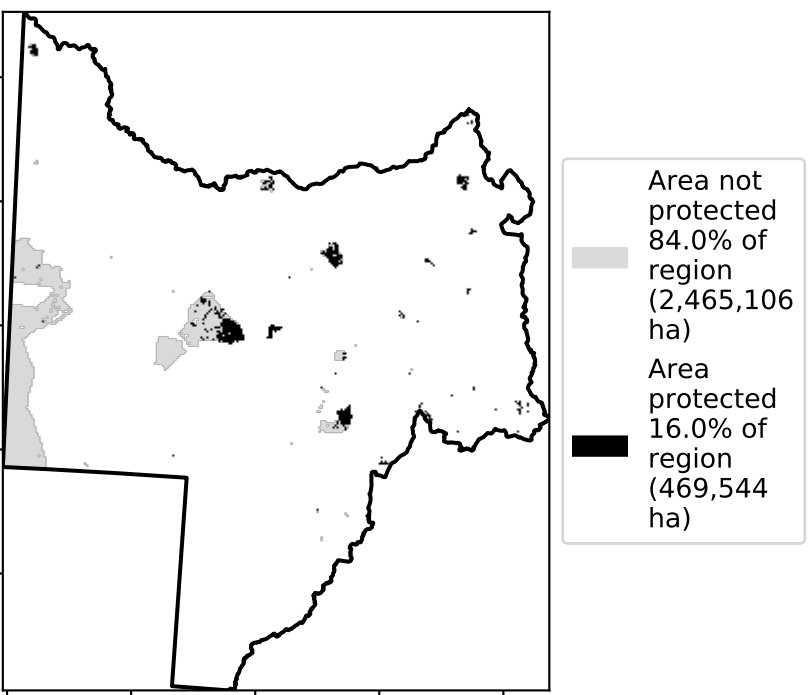 Area not
protected
84.0% of
region
(2,465,106
ha)
Area
protected
16.0% of
region
(469,544
ha)